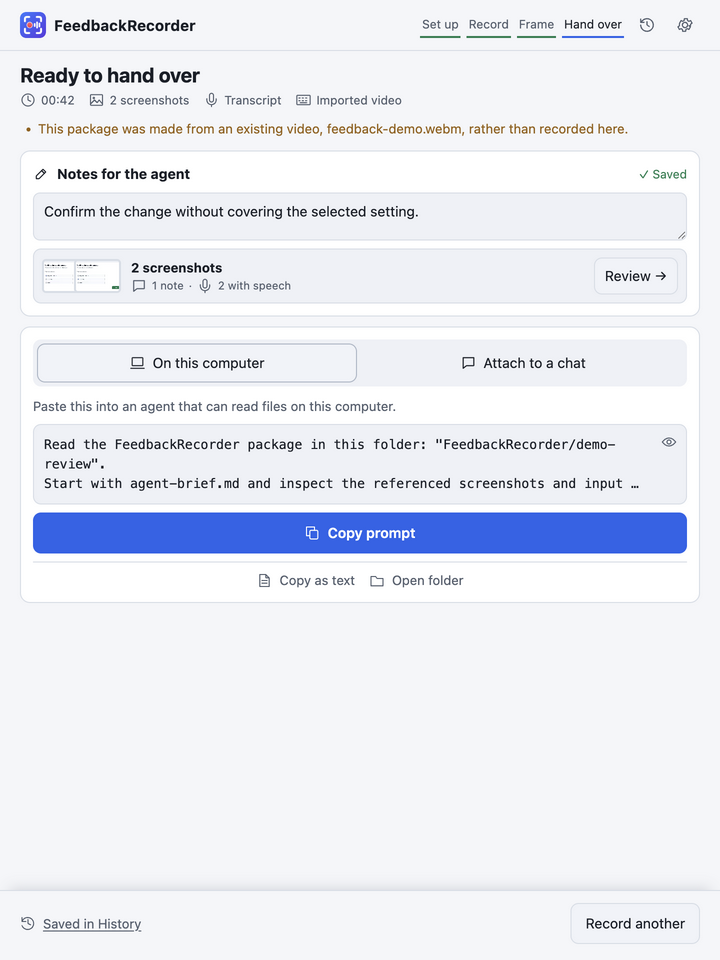 FeedbackRecorder
Set up Record Frame Hand over
Ready to hand over
00:42 2 screenshots Transcript Imported video
• This package was made from an existing video, feedback-demo.webm, rather than recorded here.
Notes for the agent
✓ Saved
Confirm the change without covering the selected setting.
2 screenshots
1 note · 2 with speech
Review →
On this computer
Attach to a chat
Paste this into an agent that can read files on this computer.
Read the FeedbackRecorder package in this folder: "FeedbackRecorder/demo-
review".
Start with agent-brief.md and inspect the referenced screenshots and input …
Copy prompt
Copy as text Open folder
Saved in History
Record another